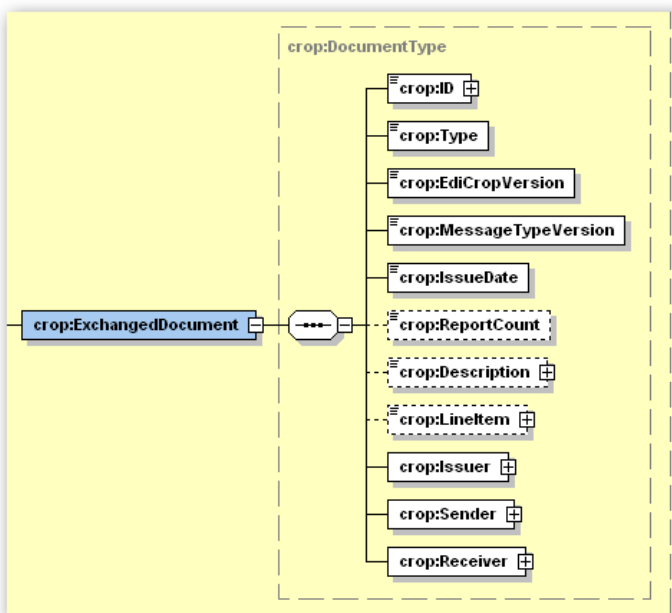 crop:DocumentType
crop:ID
crop:Type
crop:EdiCropVersion
crop:MessageTypeVersion
crop:IssueDate
crop:ExchangedDocument
crop:ReportCount
crop:Description
crop:LineItem
crop:Issuer
crop:Sender
crop:Receiver